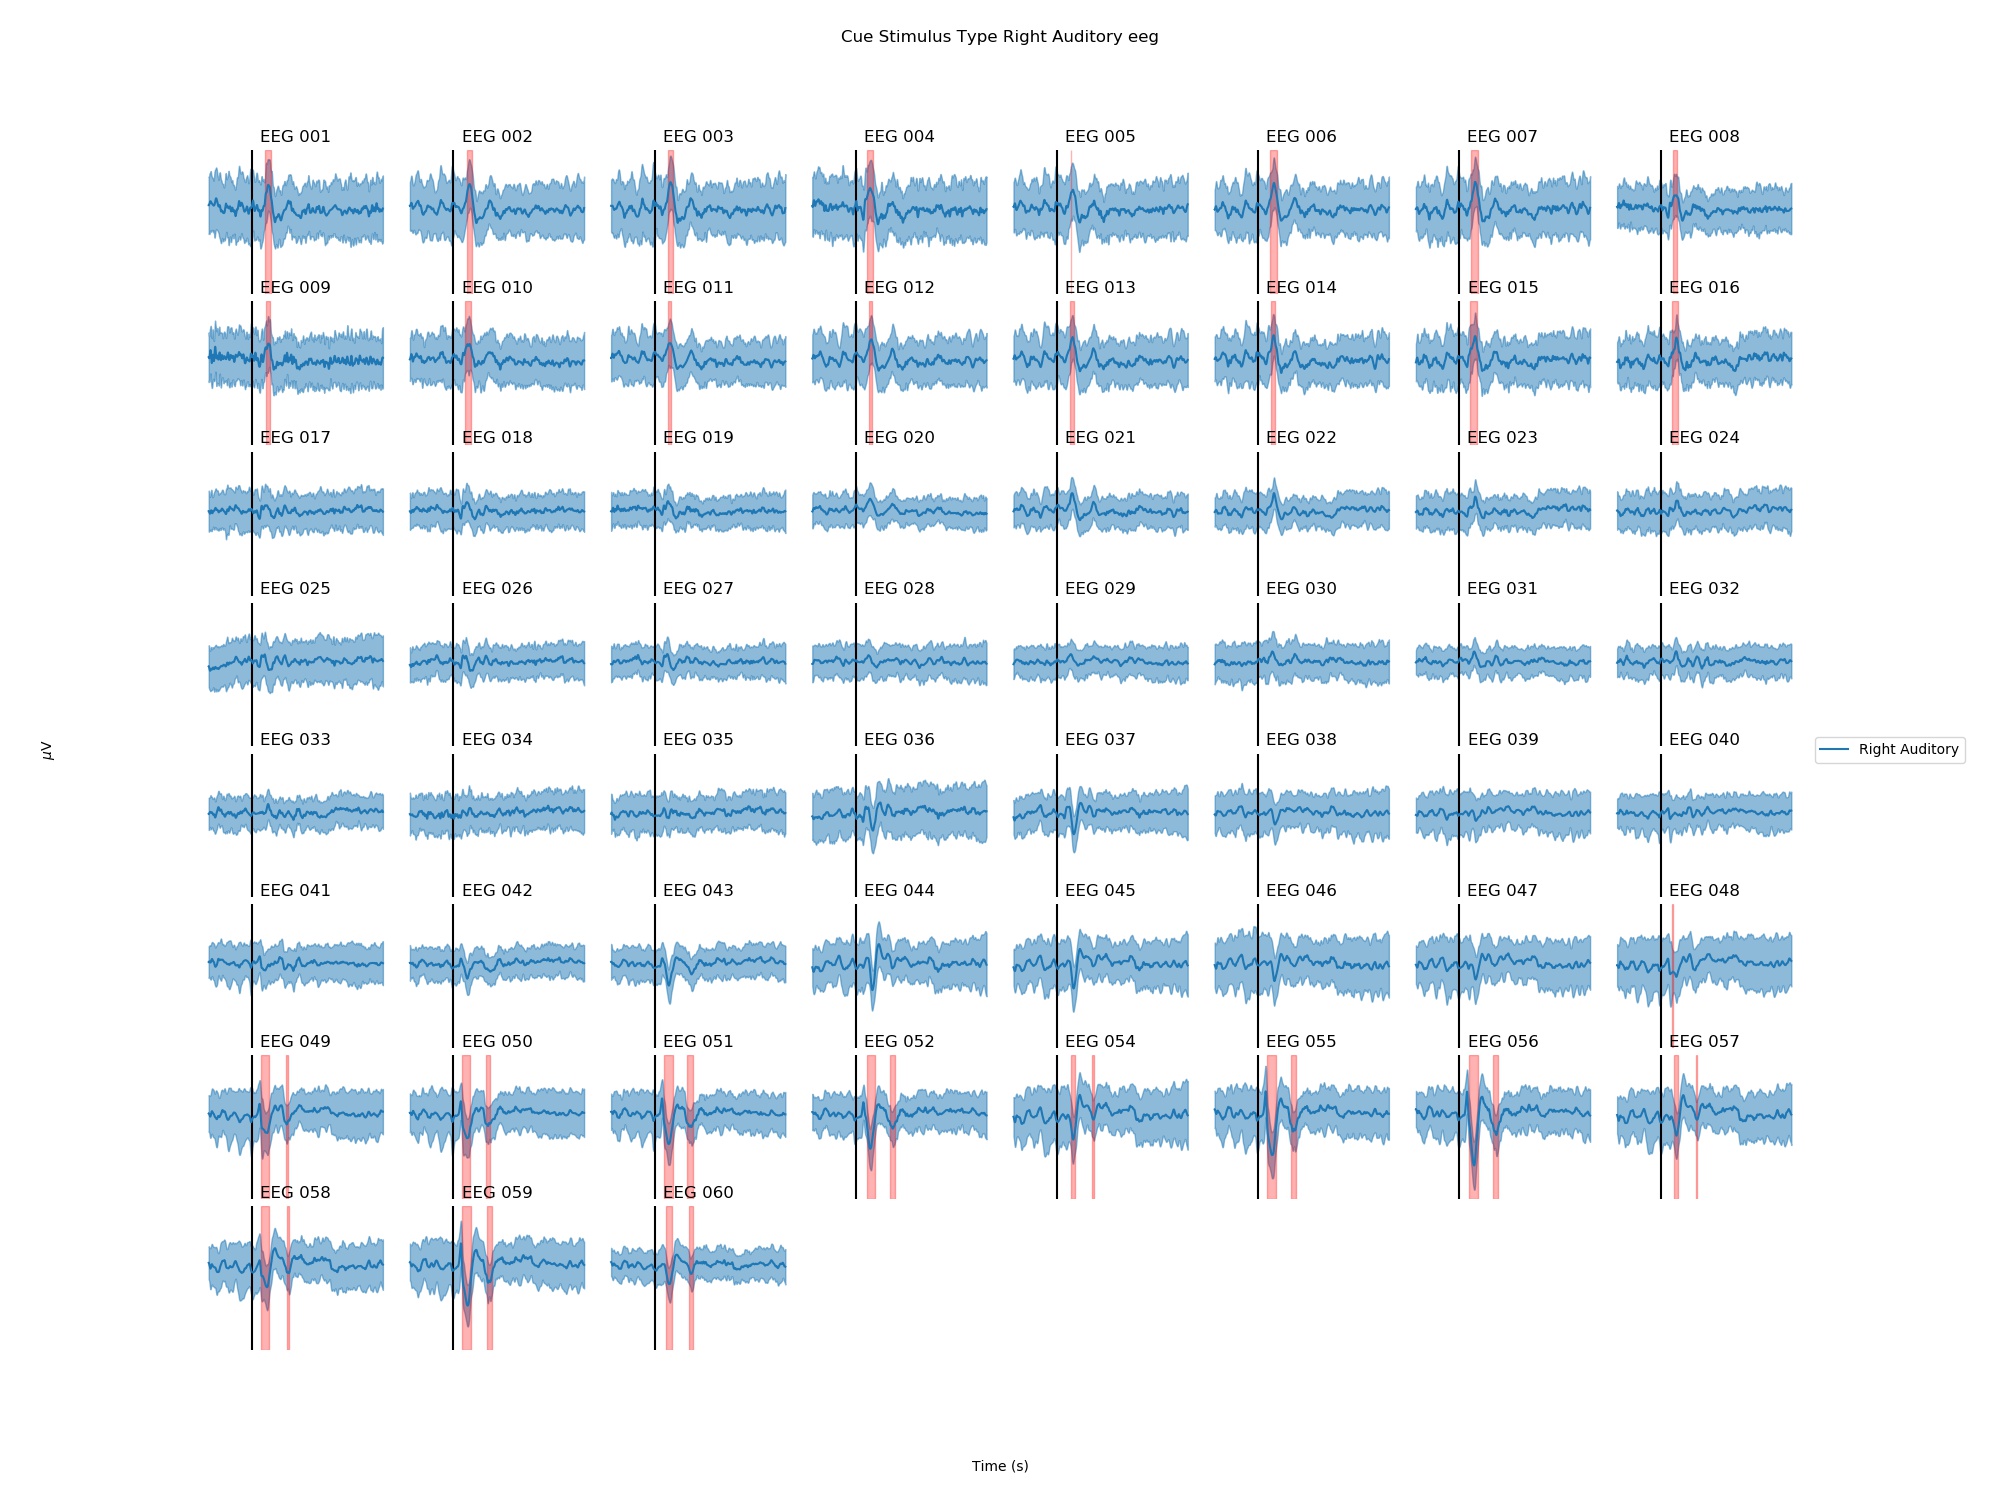 Cue Stimulus Type Right Auditory eeg
EEG 001 EEG 002 EEG 003 EEG 004 EEG 005 EEG 006 EEG 007 EEG 008
EEG 009 EEG 010 EEG 011 EEG 012 EEG 013 EEG 014 EEG 015 EEG 016
EEG 017 EEG 018 EEG 019 EEG 020 EEG 021 EEG 022 EEG 023 EEG 024
EEG 025 EEG 026 EEG 027 EEG 028 EEG 029 EEG 030 EEG 031 EEG 032
EEG 033 EEG 034 EEG 035 EEG 036 EEG 037 EEG 038 EEG 039 EEG 040
μV
Right Auditory
EEG 041 EEG 042 EEG 043 EEG 044 EEG 045 EEG 046 EEG 047 EEG 048
EEG 049 EEG 050 EEG 051 EEG 052 EEG 054 EEG 055 EEG 056 EEG 057
EEG 058 EEG 059 EEG 060
Time (s)